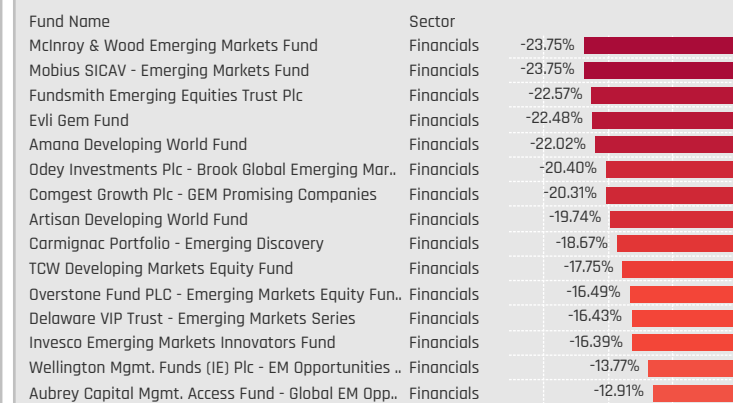 Fund Name Sector
McInroy & Wood Emerging Markets Fund Financials -23.75%
Mobius SICAV - Emerging Markets Fund Financials -23.75%
Fundsmith Emerging Equities Trust Plc Financials -22.57%
Evli Gem Fund Financials -22.48%
Amana Developing World Fund Financials -22.02%
Odey Investments Plc - Brook Global Emerging Mar.. Financials -20.40%
Comgest Growth Plc - GEM Promising Companies Financials -20.31%
Artisan Developing World Fund Financials -19.74%
Carmignac Portfolio - Emerging Discovery Financials -18.67%
TCW Developing Markets Equity Fund Financials -17.75%
Overstone Fund PLC - Emerging Markets Equity Fun.. Financials -16.49%
Delaware VIP Trust - Emerging Markets Series Financials -16.43%
Invesco Emerging Markets Innovators Fund Financials -16.39%
Wellington Mgmt. Funds (IE) Plc - EM Opportunities .. Financials -13.77%
Aubrey Capital Mgmt. Access Fund - Global EM Opp.. Financials -12.91%